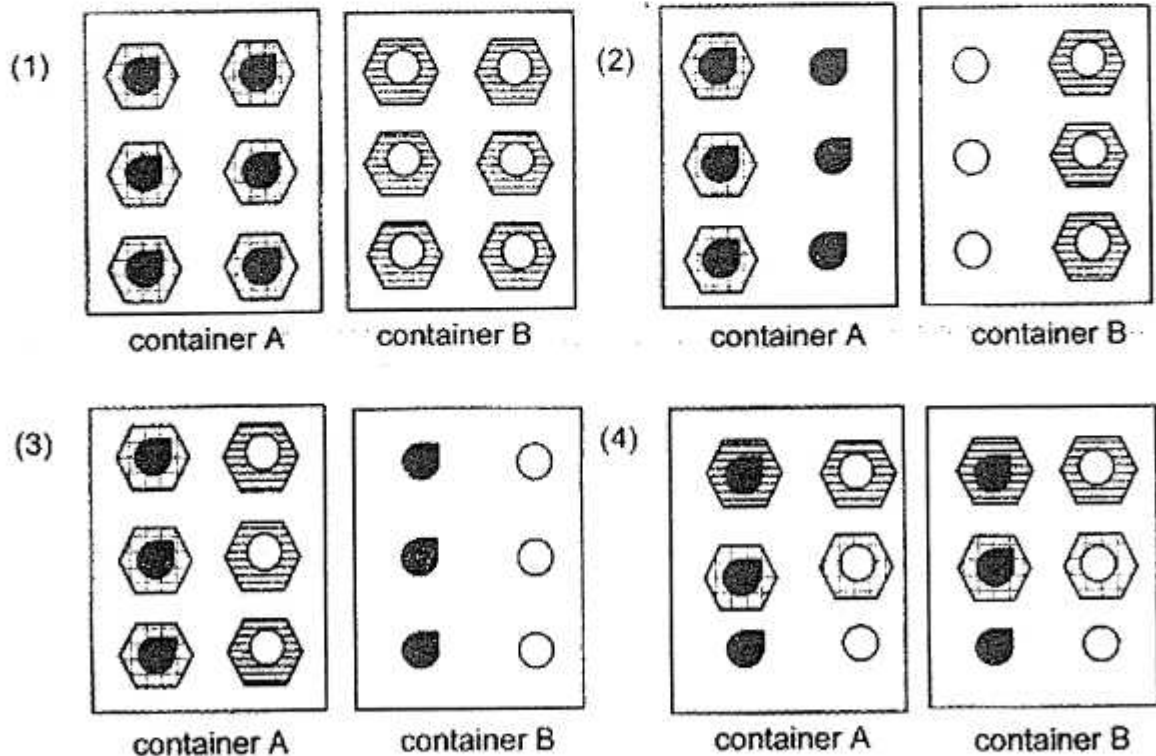 (1)
(2)
container A
container B
container A
container B
(3)
(4)
container A
container B
container A
container B